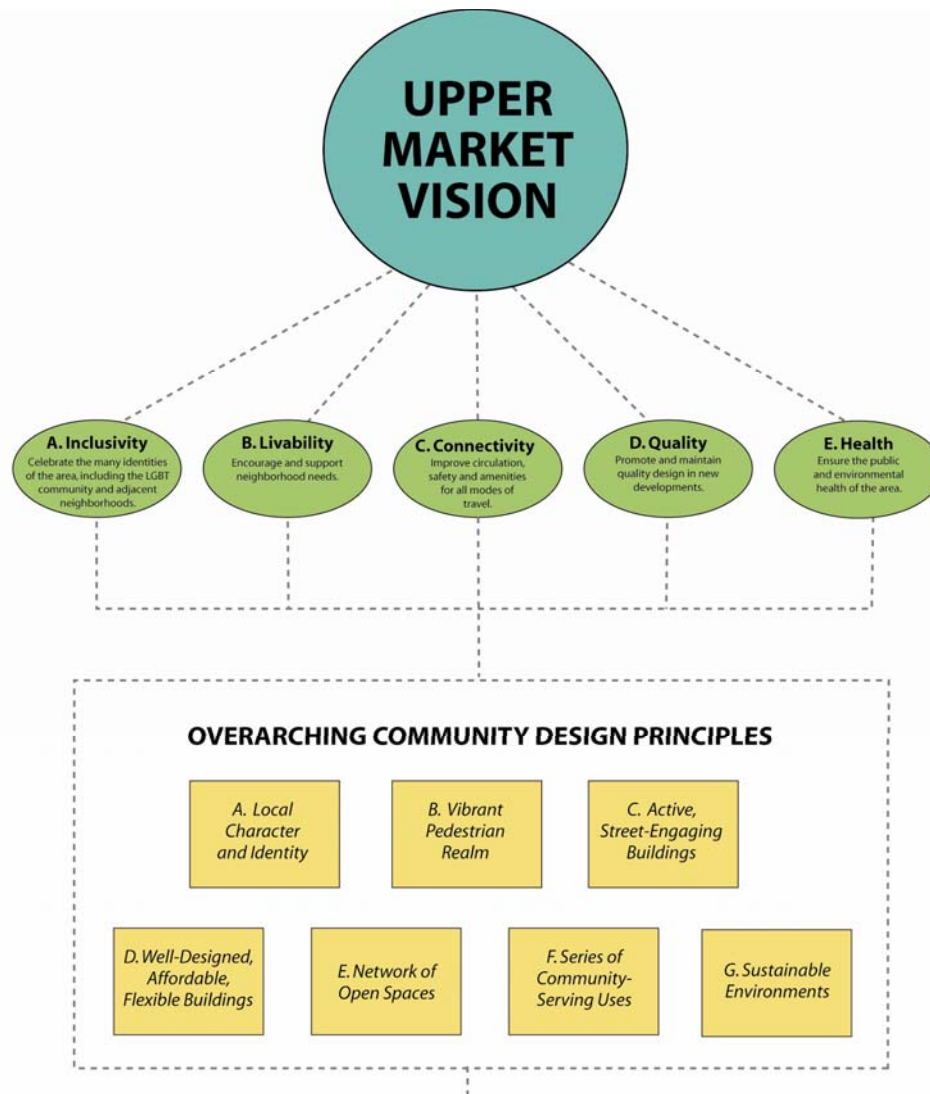 UPPER
MARKET
VISION
A. Inclusivity
Celebrate the many identities
of the area, including the LGBT
community and adjacent
neighborhoods.
B. Livability
Encourage and support
neighborhood needs.
C. Connectivity
Improve circulation,
safety and amenities
for all modes of
travel.
D. Quality
Promote and maintain
quality design in new
developments.
E. Health
Ensure the public
and environmental
health of the area.
OVERARCHING COMMUNITY DESIGN PRINCIPLES
A. Local
Character
and Identity
B. Vibrant
Pedestrian
Realm
C. Active,
Street-Engaging
Buildings
D. Well-Designed,
Affordable,
Flexible Buildings
E. Network of
Open Spaces
F. Series of
Community-
Serving Uses
G. Sustainable
Environments